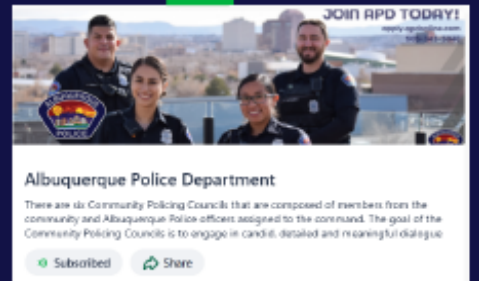 JOIN APD TODAY!
ALBUQUERQUE
POLICE
Albuquerque Police Department
There are six Community Policing Councils that are composed of members from the
community and Albuquerque Police officers assigned to the command. The goal of the
Community Policing Councils is to engage in candid, detailed and meaningful dialogue
Subscribed
Share